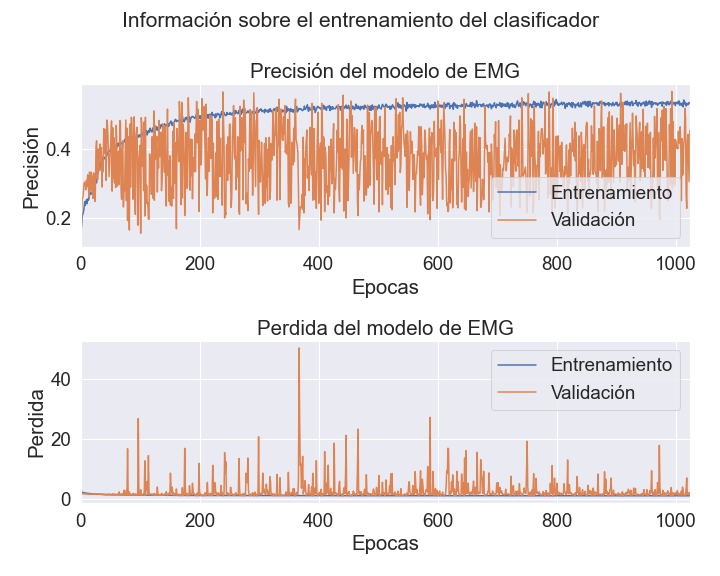 Información sobre el entrenamiento del clasificador
Precisión del modelo de EMG
Precisión
0.4
0.2
Entrenamiento
Validación
0 200 400 600 800 1000
Epocas
Perdida del modelo de EMG
Perdida
40
20
0
Entrenamiento
Validación
0 200 400 600 800 1000
Epocas